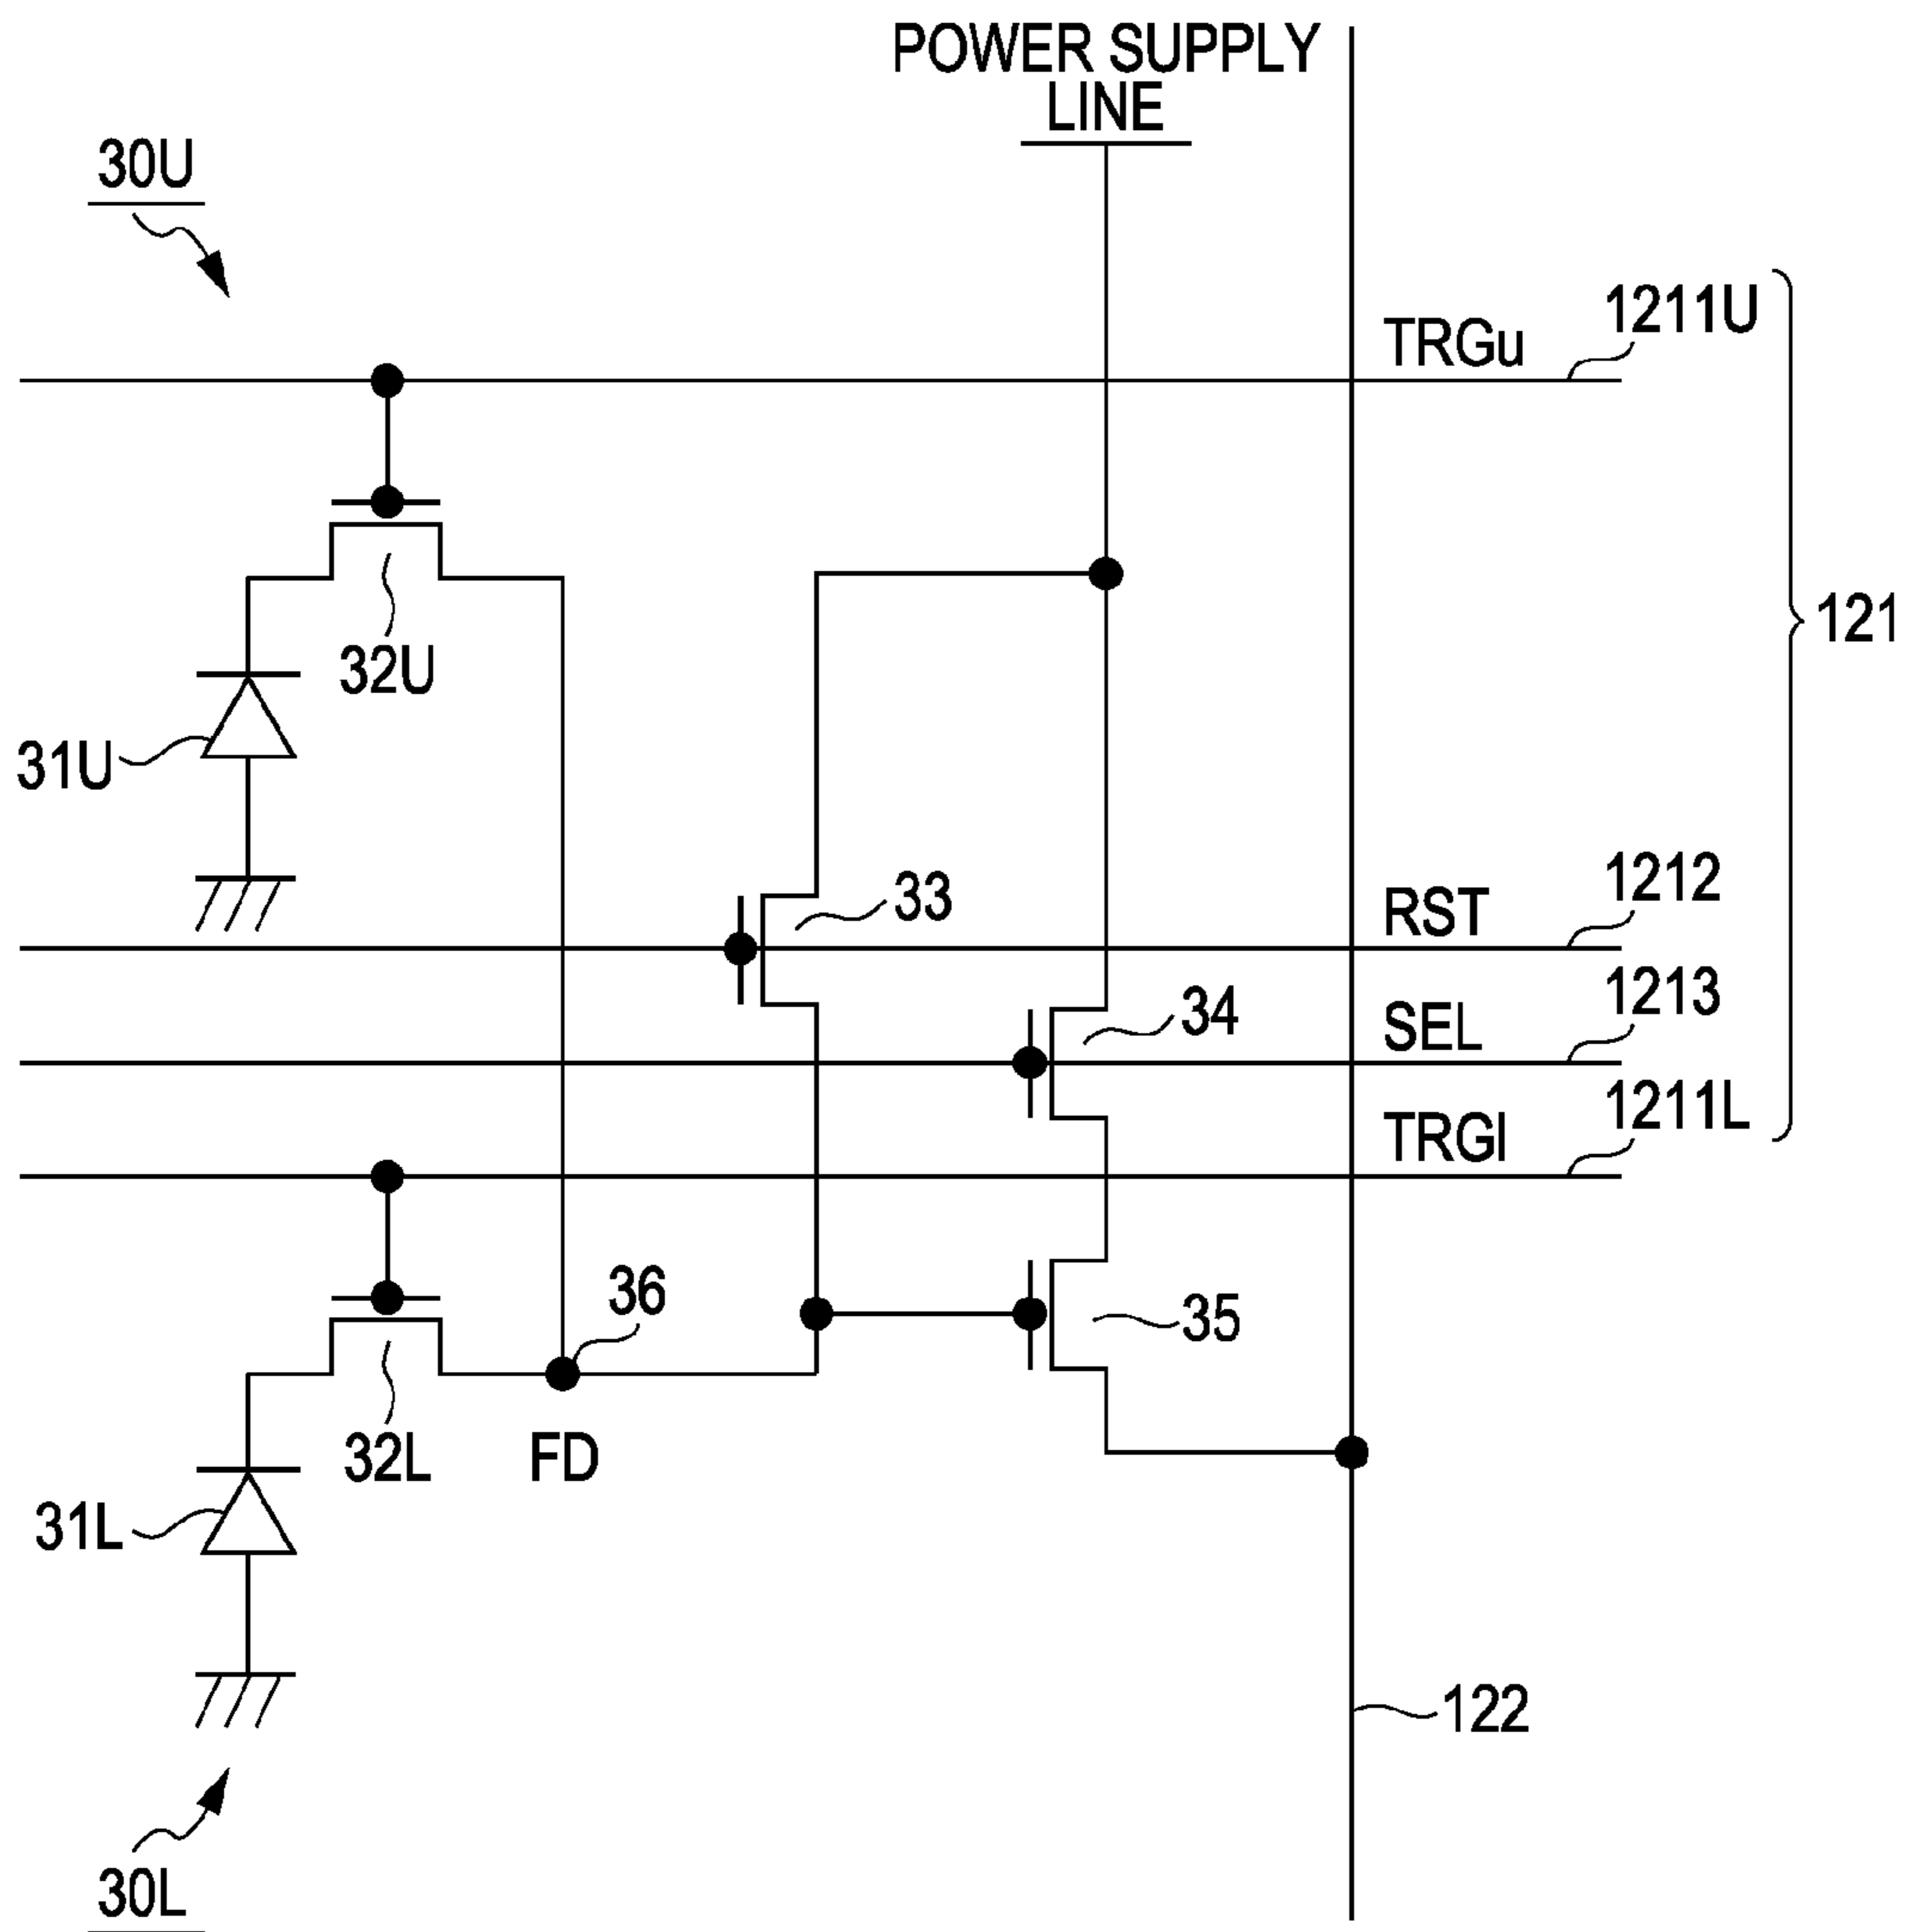 POWER SUPPLY
LINE
30U
1211U
TRGu
121
32U
31U
33
1212
RST
1213
34
SEL
1211L
TRGl
36
35
32L
FD
31L
122
30L